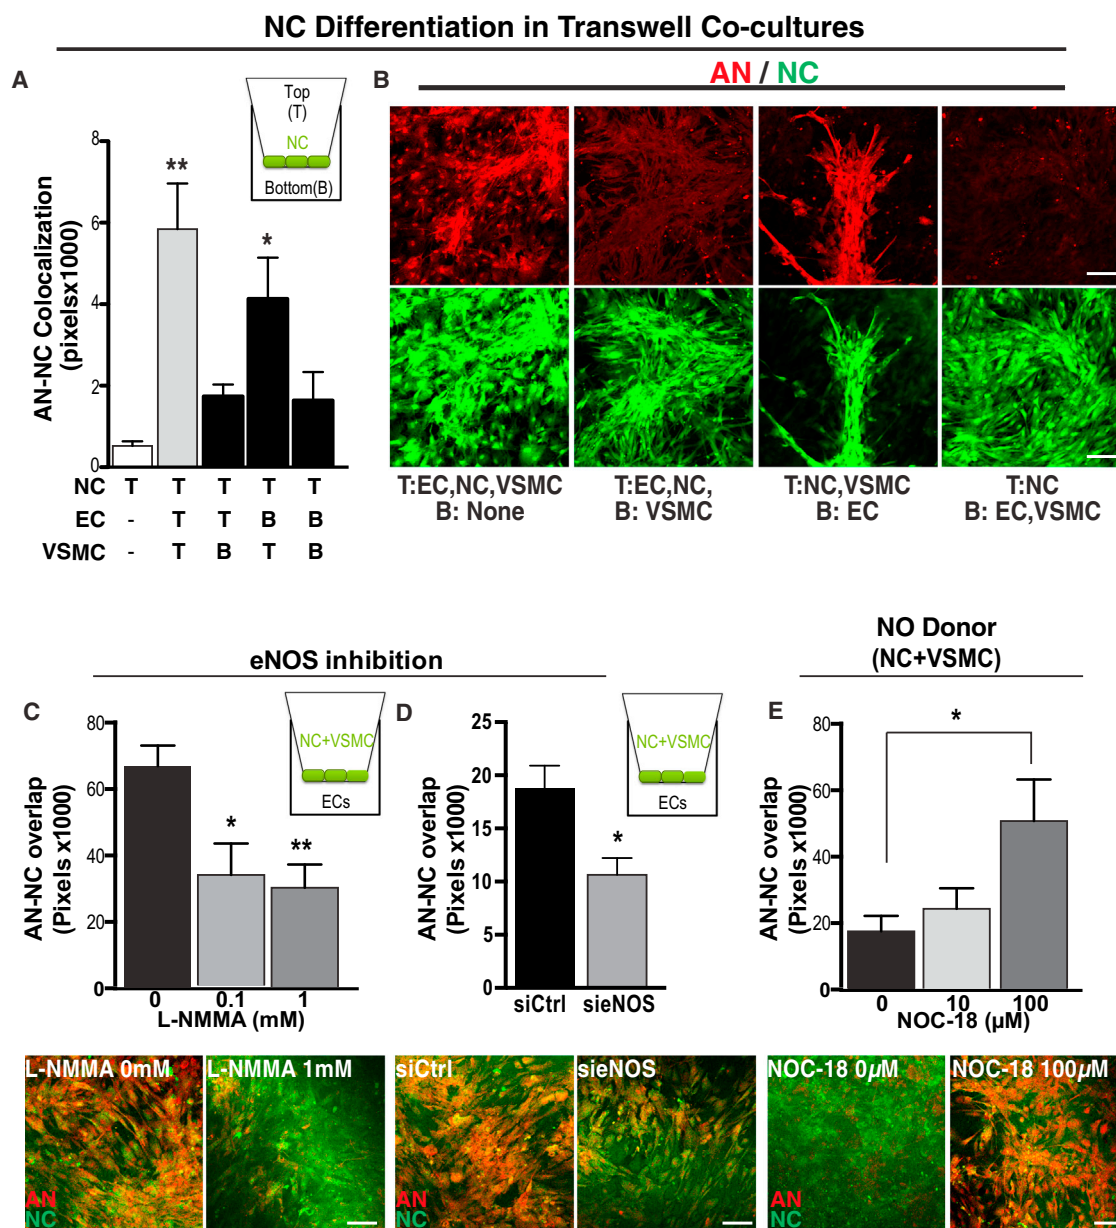 NC Differentiation in Transwell Co-cultures
A
Top
(T)
NC
Bottom(B)
AN-NC Colocalization
(pixelsx1000)
8
6
4
2
0
**
*
NC T T T T T
EC - T T B B
VSMC - T B T B
B
AN / NC
T:EC,NC,VSMC
B: None
T:EC,NC,
B: VSMC
T:NC,VSMC
B: EC
T:NC
B: EC,VSMC
eNOS inhibition
NO Donor
(NC+VSMC)
C
AN-NC overlap
(Pixels x1000)
80
60
40
20
0
*
**
NC+VSMC
ECs
0 0.1 1
L-NMMA (mM)
D
AN-NC overlap
(Pixels x1000)
25
20
15
10
5
0
*
NC+VSMC
ECs
siCtrl sieNOS
E
AN-NC overlap
(Pixels x1000)
80
60
40
20
0
*
0 10 100
NOC-18 (µM)
L-NMMA 0mM
AN
NC
L-NMMA 1mM
siCtrl
AN
NC
sieNOS
NOC-18 0µM
AN
NC
NOC-18 100µM